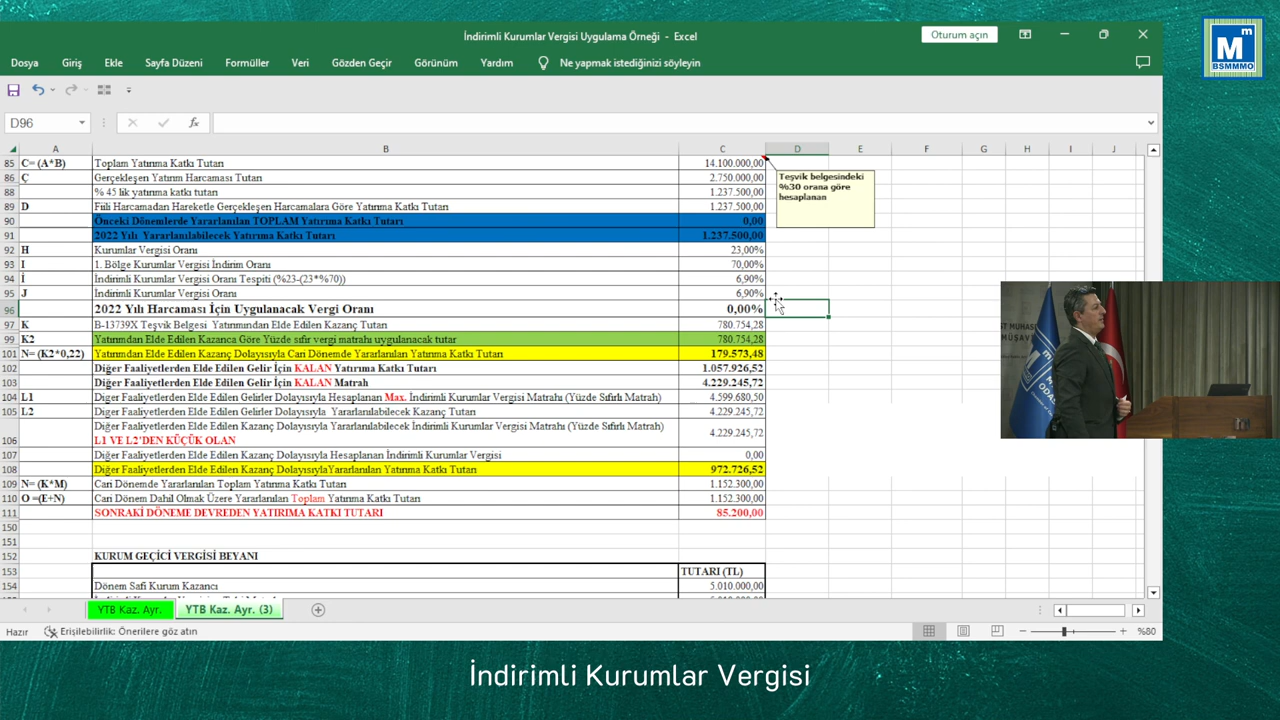 İndirimli Kurumlar Vergisi Uygulama Örneği - Excel
Oturum açın
Dosya Giriş Ekle Sayfa Düzeni Formüller Veri Gözden Geçir Görünüm Yardım Ne yapmak istediğinizi söyleyin
D96 fx
A B C D E F G H I J
85 C= (A*B) Toplam Yatırıma Katkı Tutarı 14.100.000,00
86 Ç Gerçekleşen Yatırım Harcaması Tutarı 2.750.000,00
88 % 45 lik yatırıma katkı tutarı 1.237.500,00
89 D Fiili Harcamadan Hareketle Gerçekleşen Harcamalara Göre Yatırıma Katkı Tutarı 1.237.500,00
90 Önceki Dönemlerde Yararlanılan TOPLAM Yatırıma Katkı Tutarı 0,00
91 2022 Yılı Yararlanılabilecek Yatırıma Katkı Tutarı 1.237.500,00
92 H Kurumlar Vergisi Oranı 23,00%
93 I 1. Bölge Kurumlar Vergisi İndirim Oranı 70,00%
94 İ İndirimli Kurumlar Vergisi Oranı Tespiti (%23-(23*%70)) 6,90%
95 J İndirimli Kurumlar Vergisi Oranı 6,90%
96 2022 Yılı Harcaması İçin Uygulanacak Vergi Oranı 0,00%
97 K B-13739X Teşvik Belgesi Yatırımından Elde Edilen Kazanç Tutarı 780.754,28
99 K2 Yatırımdan Elde Edilen Kazanca Göre Yüzde sıfır vergi matrahı uygulanacak tutar 780.754,28
101 N= (K2*0,22) Yatırımdan Elde Edilen Kazanç Dolayısıyla Cari Dönemde Yararlanılan Yatırıma Katkı Tutarı 179.573,48
102 Diğer Faaliyetlerden Elde Edilen Gelir İçin KALAN Yatırıma Katkı Tutarı 1.057.926,52
103 Diğer Faaliyetlerden Elde Edilen Gelir İçin KALAN Matrah 4.229.245,72
104 L1 Diğer Faaliyetlerden Elde Edilen Gelirler Dolayısıyla Hesaplanan Max. İndirimli Kurumlar Vergisi Matrahı (Yüzde Sıfırlı Matrah) 4.599.680,50
105 L2 Diğer Faaliyetlerden Elde Edilen Gelirler Dolayısıyla Yararlanılabilecek Kazanç Tutarı 4.229.245,72
106 Diğer Faaliyetlerden Elde Edilen Kazanç Dolayısıyla Yararlanılabilecek İndirimli Kurumlar Vergisi Matrahı (Yüzde Sıfırlı Matrah) 4.229.245,72
L1 VE L2'DEN KÜÇÜK OLAN
107 Diğer Faaliyetlerden Elde Edilen Kazanç Dolayısıyla Hesaplanan İndirimli Kurumlar Vergisi 0,00
108 Diğer Faaliyetlerden Elde Edilen Kazanç DolayısıylaYararlanılan Yatırıma Katkı Tutarı 972.726,52
109 N= (K*M) Cari Dönemde Yararlanılan Toplam Yatırıma Katkı Tutarı 1.152.300,00
110 O =(E+N) Cari Dönem Dahil Olmak Üzere Yararlanılan Toplam Yatırıma Katkı Tutarı 1.152.300,00
111 SONRAKİ DÖNEME DEVREDEN YATIRIMA KATKI TUTARI 85.200,00
150
151
152 KURUM GEÇİCİ VERGİSİ BEYANI
153 TUTARI (TL)
154 Dönem Safi Kurum Kazancı 5.010.000,00
Teşvik belgesindeki
%30 orana göre
hesaplanan
YTB Kaz. Ayr. YTB Kaz. Ayr. (3)
Hazır Erişilebilirlik: Önerilere göz atın %80
Mm
BSMMMO
İndirimli Kurumlar Vergisi